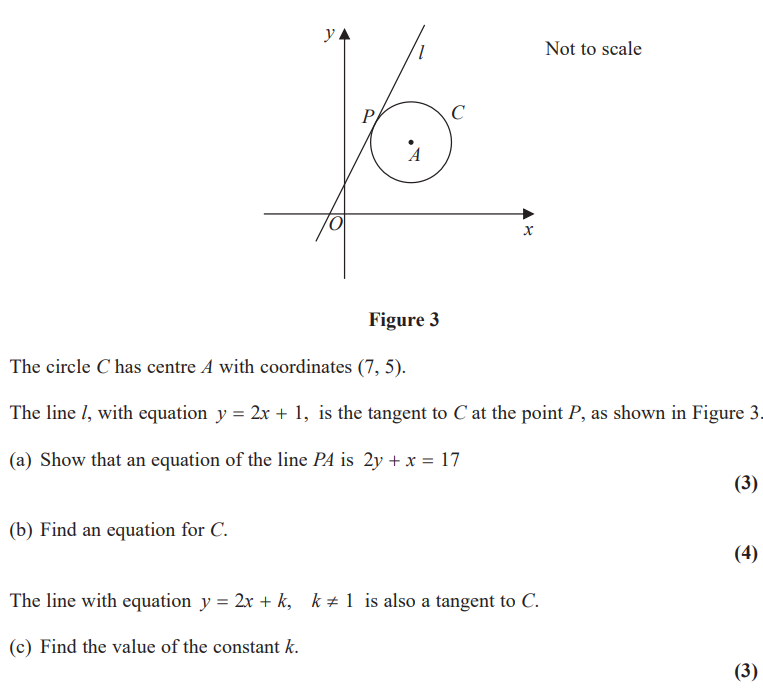 y
l
Not to scale
P
C
A
O
x
Figure 3
The circle C has centre A with coordinates (7, 5).
The line l, with equation y = 2x + 1, is the tangent to C at the point P, as shown in Figure 3.
(a) Show that an equation of the line PA is 2y + x = 17
(3)
(b) Find an equation for C.
(4)
The line with equation y = 2x + k, k ≠ 1 is also a tangent to C.
(c) Find the value of the constant k.
(3)